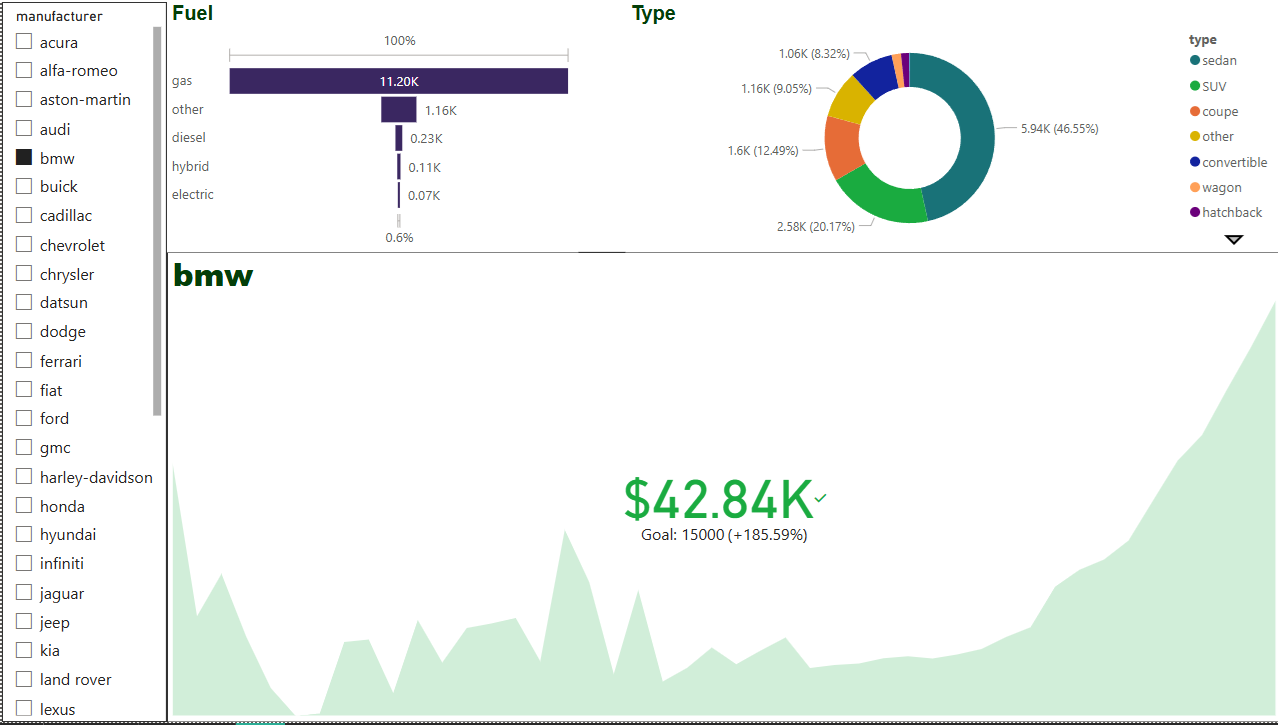 manufacturer
acura
alfa-romeo
aston-martin
audi
bmw
buick
cadillac
chevrolet
chrysler
datsun
dodge
ferrari
fiat
ford
gmc
harley-davidson
honda
hyundai
infiniti
jaguar
jeep
kia
land rover
lexus
Fuel
100%
gas 11.20K
other 1.16K
diesel 0.23K
hybrid 0.11K
electric 0.07K
0.6%
Type
1.06K (8.32%)
1.16K (9.05%)
1.6K (12.49%)
2.58K (20.17%)
5.94K (46.55%)
type
sedan
SUV
coupe
other
convertible
wagon
hatchback
bmw
$42.84K
Goal: 15000 (+185.59%)